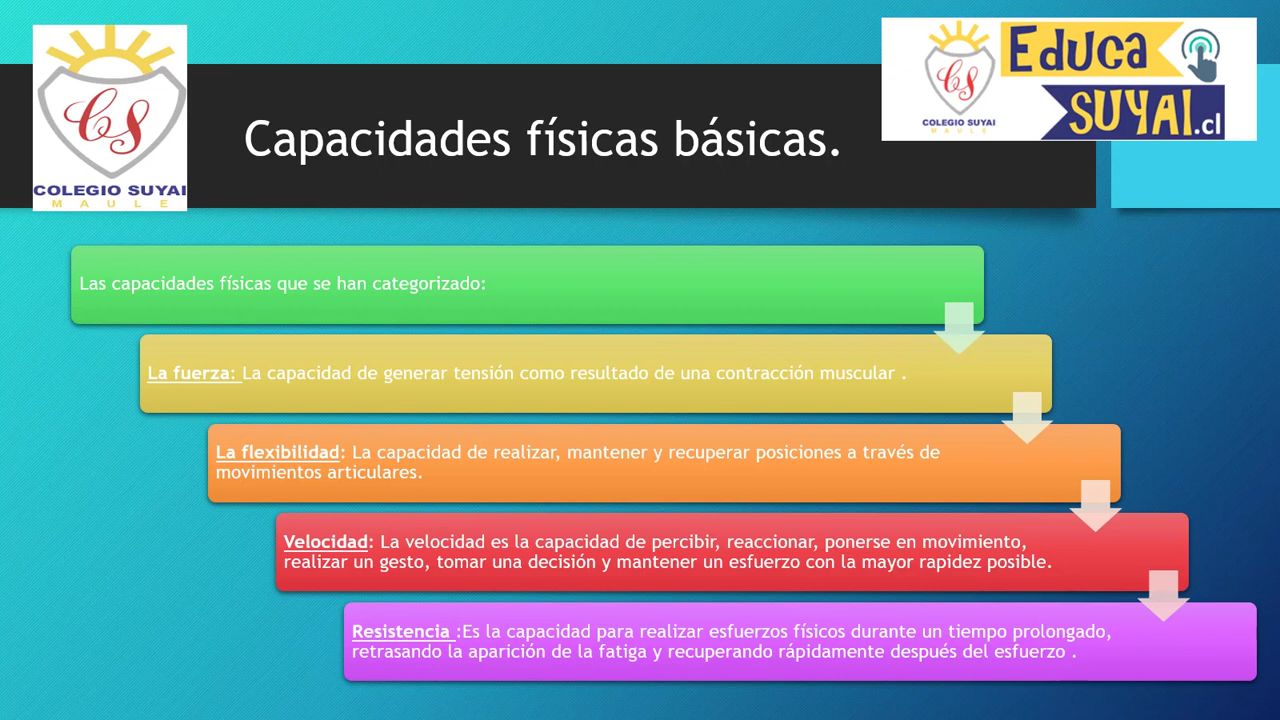 CS
COLEGIO SUYAI
MAULE
Capacidades físicas básicas.
CS
COLEGIO SUYAI
MAULE
Educa
SUYAI.cl
Las capacidades físicas que se han categorizado:
La fuerza: La capacidad de generar tensión como resultado de una contracción muscular .
La flexibilidad: La capacidad de realizar, mantener y recuperar posiciones a través de
movimientos articulares.
Velocidad: La velocidad es la capacidad de percibir, reaccionar, ponerse en movimiento,
realizar un gesto, tomar una decisión y mantener un esfuerzo con la mayor rapidez posible.
Resistencia :Es la capacidad para realizar esfuerzos físicos durante un tiempo prolongado,
retrasando la aparición de la fatiga y recuperando rápidamente después del esfuerzo .